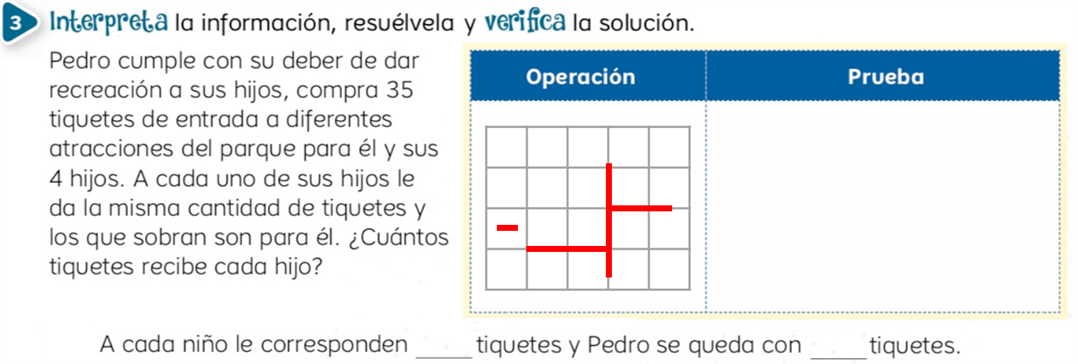 3 Interpreta la información, resuélvela y verifica la solución.
Pedro cumple con su deber de dar
recreación a sus hijos, compra 35
tiquetes de entrada a diferentes
atracciones del parque para él y sus
4 hijos. A cada uno de sus hijos le
da la misma cantidad de tiquetes y
los que sobran son para él. ¿Cuántos
tiquetes recibe cada hijo?
Operación
Prueba
-
A cada niño le corresponden ____ tiquetes y Pedro se queda con ____ tiquetes.